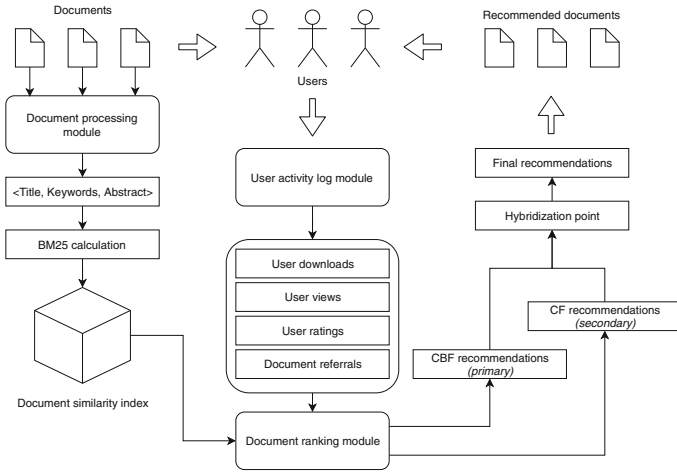 Documents
Users
Recommended documents
Document processing
module
<Title, Keywords, Abstract>
BM25 calculation
Document similarity index
User activity log module
User downloads
User views
User ratings
Document referrals
Document ranking module
Final recommendations
Hybridization point
CF recommendations
(secondary)
CBF recommendations
(primary)